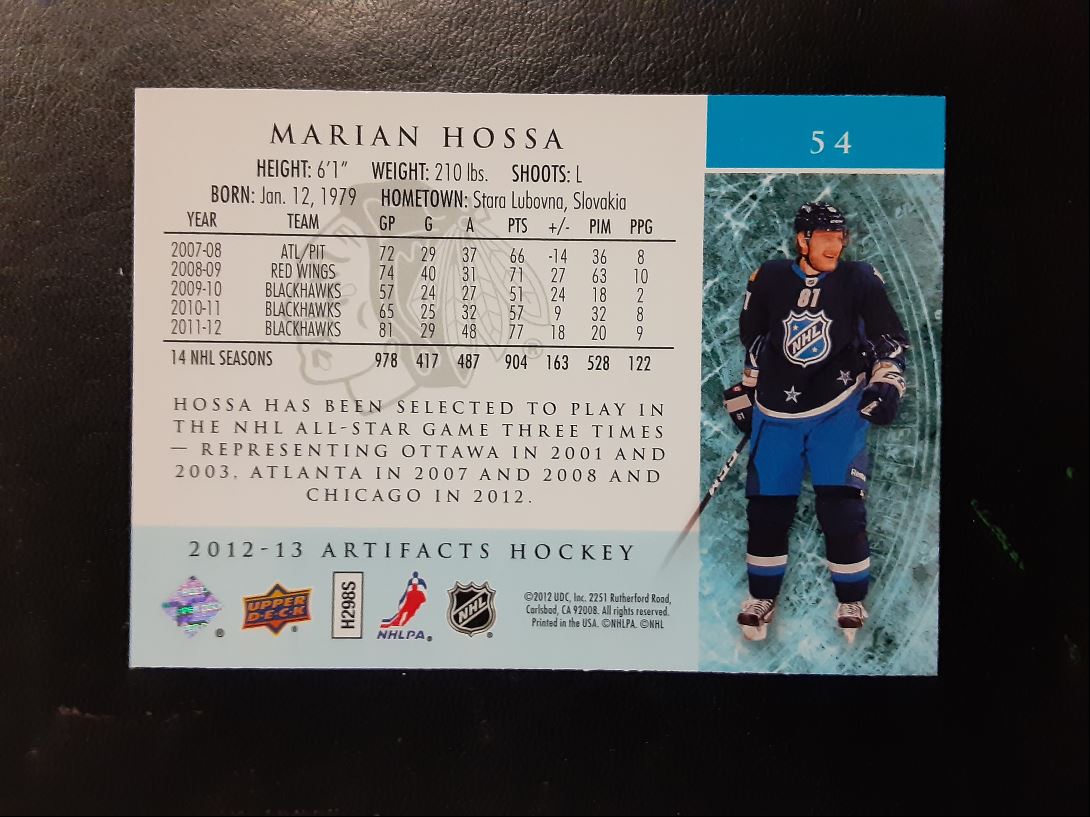 MARIAN HOSSA
HEIGHT: 6'1" WEIGHT: 210 lbs. SHOOTS: L
BORN: Jan. 12, 1979 HOMETOWN: Stara Lubovna, Slovakia
YEAR TEAM GP G A PTS +/- PIM PPG
2007-08 ATL/PIT 72 29 37 66 -14 36 8
2008-09 RED WINGS 74 40 31 71 27 63 10
2009-10 BLACKHAWKS 57 24 27 51 24 18 2
2010-11 BLACKHAWKS 65 25 32 57 9 32 8
2011-12 BLACKHAWKS 81 29 48 77 18 20 9
14 NHL SEASONS 978 417 487 904 163 528 122
HOSSA HAS BEEN SELECTED TO PLAY IN
THE NHL ALL-STAR GAME THREE TIMES
— REPRESENTING OTTAWA IN 2001 AND
2003, ATLANTA IN 2007 AND 2008 AND
CHICAGO IN 2012.
2012-13 ARTIFACTS HOCKEY
®
UPPER
DECK
®
H298S
NHLPA®
NHL
®
©2012 UDC, Inc. 2251 Rutherford Road,
Carlsbad, CA 92008. All rights reserved.
Printed in the USA. ©NHLPA. ©NHL
54
81
NHL
Reebok